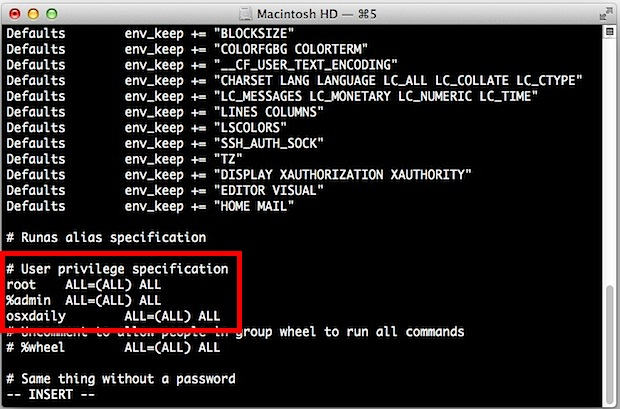 Macintosh HD — ⌘5
Defaults env_keep += "BLOCKSIZE"
Defaults env_keep += "COLORFGBG COLORTERM"
Defaults env_keep += "__CF_USER_TEXT_ENCODING"
Defaults env_keep += "CHARSET LANG LANGUAGE LC_ALL LC_COLLATE LC_CTYPE"
Defaults env_keep += "LC_MESSAGES LC_MONETARY LC_NUMERIC LC_TIME"
Defaults env_keep += "LINES COLUMNS"
Defaults env_keep += "LSCOLORS"
Defaults env_keep += "SSH_AUTH_SOCK"
Defaults env_keep += "TZ"
Defaults env_keep += "DISPLAY XAUTHORIZATION XAUTHORITY"
Defaults env_keep += "EDITOR VISUAL"
Defaults env_keep += "HOME MAIL"
# Runas alias specification
# User privilege specification
root ALL=(ALL) ALL
%admin ALL=(ALL) ALL
osxdaily ALL=(ALL) ALL
# Uncomment to allow people in group wheel to run all commands
# %wheel ALL=(ALL) ALL
# Same thing without a password
-- INSERT --